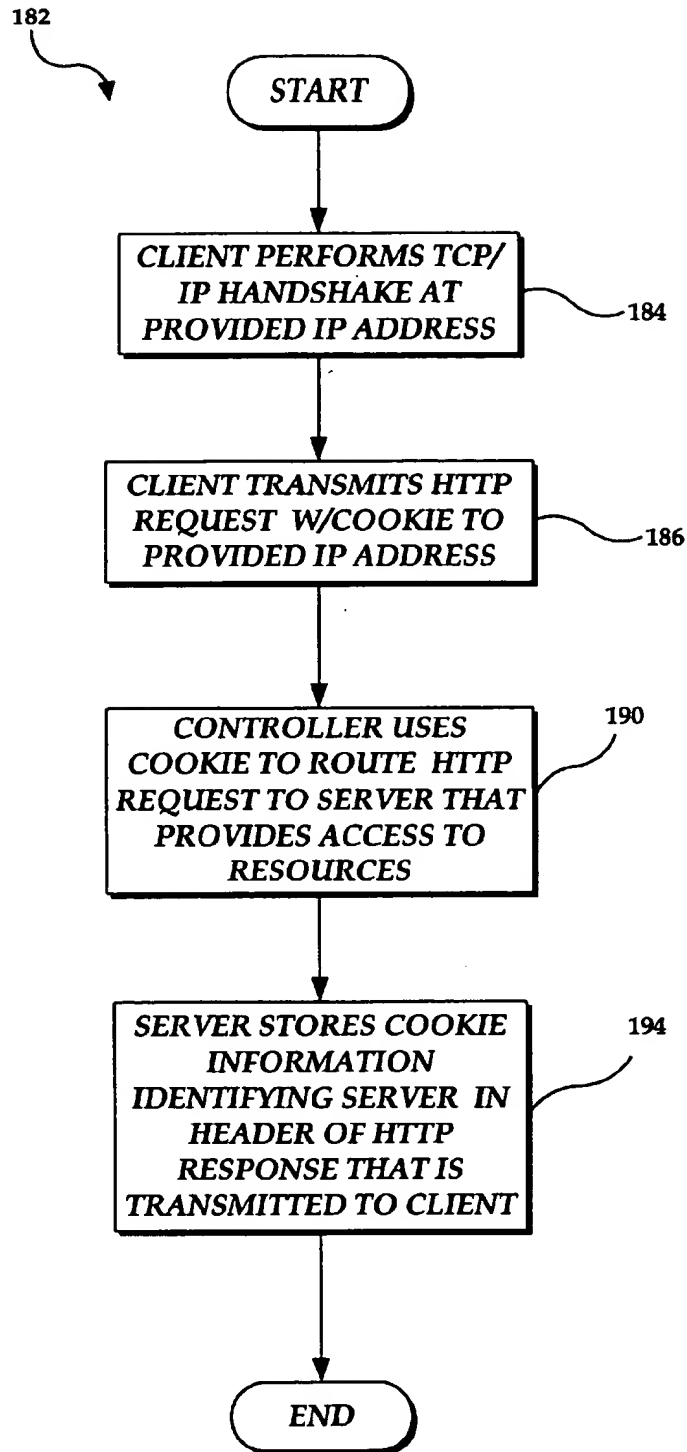 182
START
CLIENT PERFORMS TCP/
IP HANDSHAKE AT
PROVIDED IP ADDRESS
184
CLIENT TRANSMITS HTTP
REQUEST W/COOKIE TO
PROVIDED IP ADDRESS
186
CONTROLLER USES
COOKIE TO ROUTE HTTP
REQUEST TO SERVER THAT
PROVIDES ACCESS TO
RESOURCES
190
SERVER STORES COOKIE
INFORMATION
IDENTIFYING SERVER IN
HEADER OF HTTP
RESPONSE THAT IS
TRANSMITTED TO CLIENT
194
END